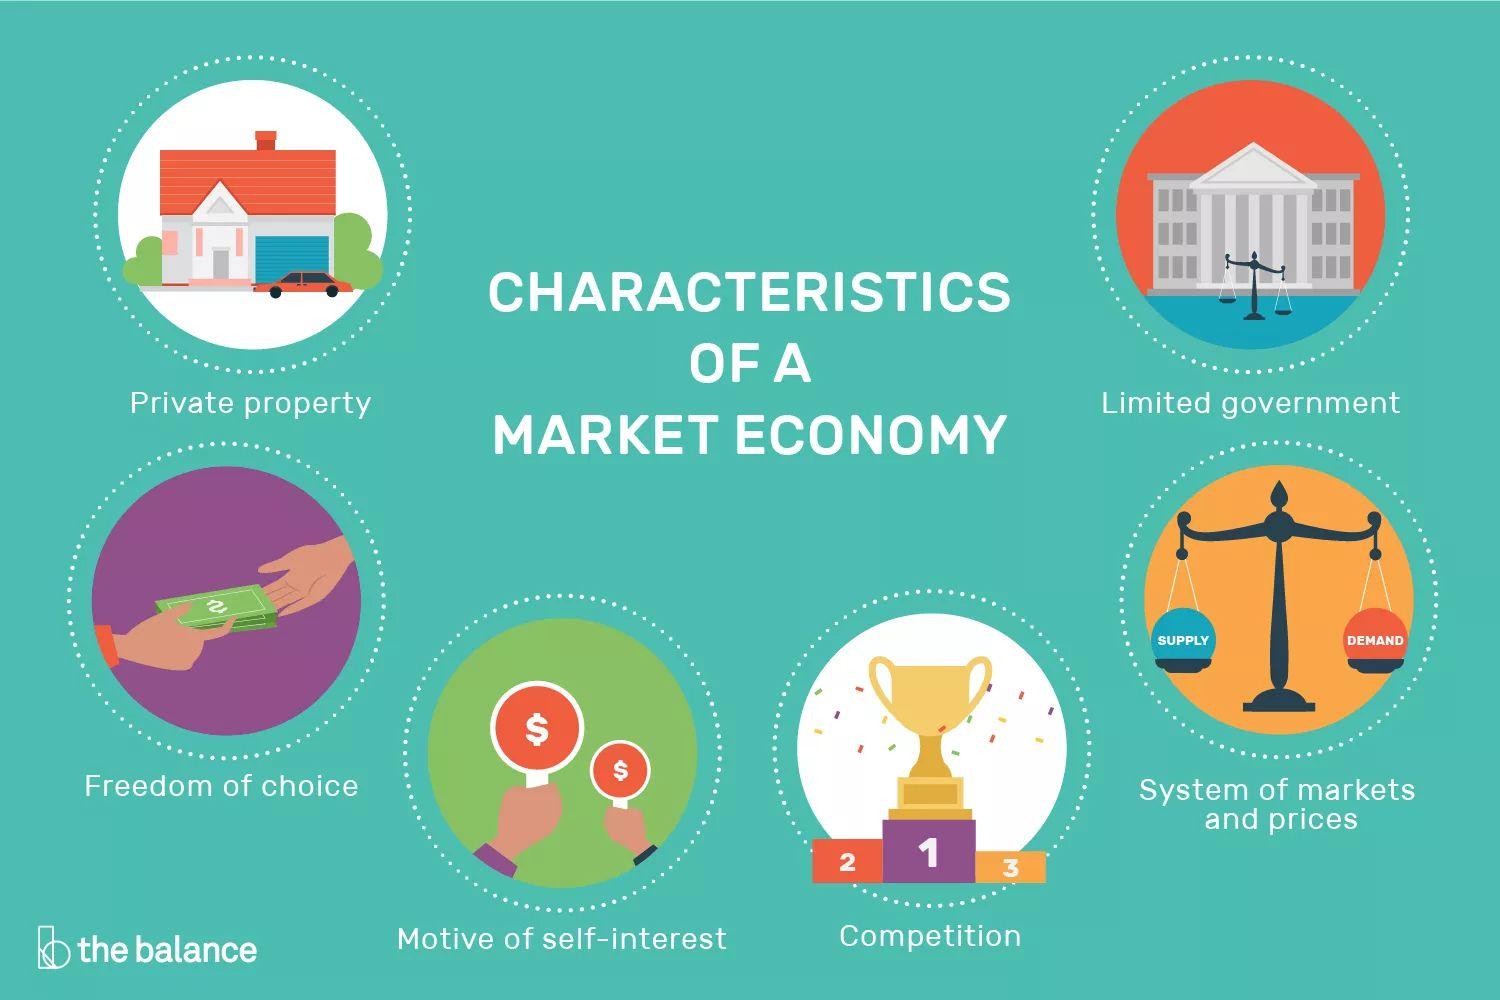 CHARACTERISTICS
OF A
MARKET ECONOMY
Private property
Freedom of choice
$
$
Motive of self-interest
2
1
3
Competition
SUPPLY
DEMAND
System of markets
and prices
Limited government
the balance